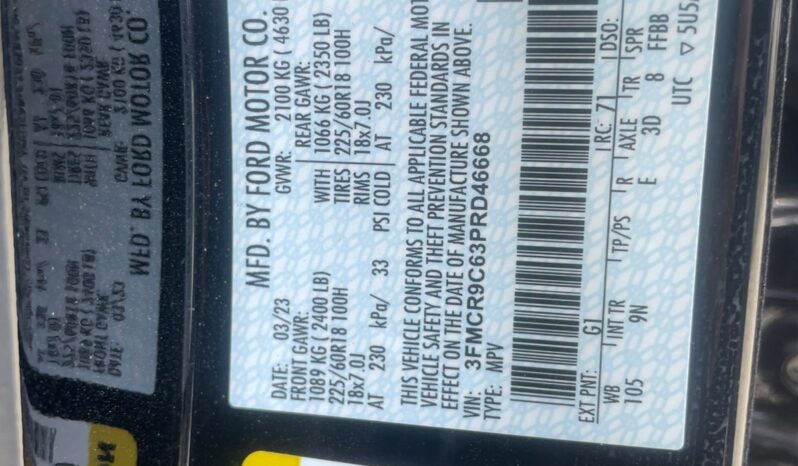 MFD. BY FORD MOTOR CO.
DATE: 03/23 GVWR: 2100 KG ( 4630
FRONT GAWR: REAR GAWR:
1089 KG ( 2400 LB) WITH 1066 KG ( 2350 LB)
225/60R18 100H TIRES 225/60R18 100H
18x7.0J RIMS 18x7.0J
AT 230 kPa/ 33 PSI COLD AT 230 kPa/
THIS VEHICLE CONFORMS TO ALL APPLICABLE FEDERAL MOT
VEHICLE SAFETY AND THEFT PREVENTION STANDARDS IN
EFFECT ON THE DATE OF MANUFACTURE SHOWN ABOVE.
VIN: 3FMCR9C63PRD46668
TYPE: MPV
EXT PNT: G1 RC: 71 DSO:
WB INT TR TP/PS R AXLE TR SPR
105 9N E 3D 8 FFBB
UTC ▽ 5U5
MFD. BY FORD MOTOR CO.